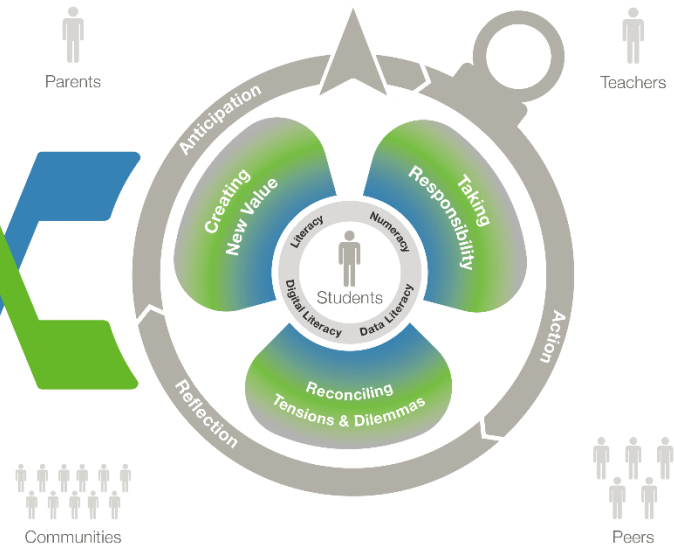 Parents
Teachers
Anticipation
Creating
New Value
Taking
Responsibility
Literacy
Numeracy
Students
Digital Literacy
Data Literacy
Action
Reconciling
Tensions & Dilemmas
Reflection
Communities
Peers